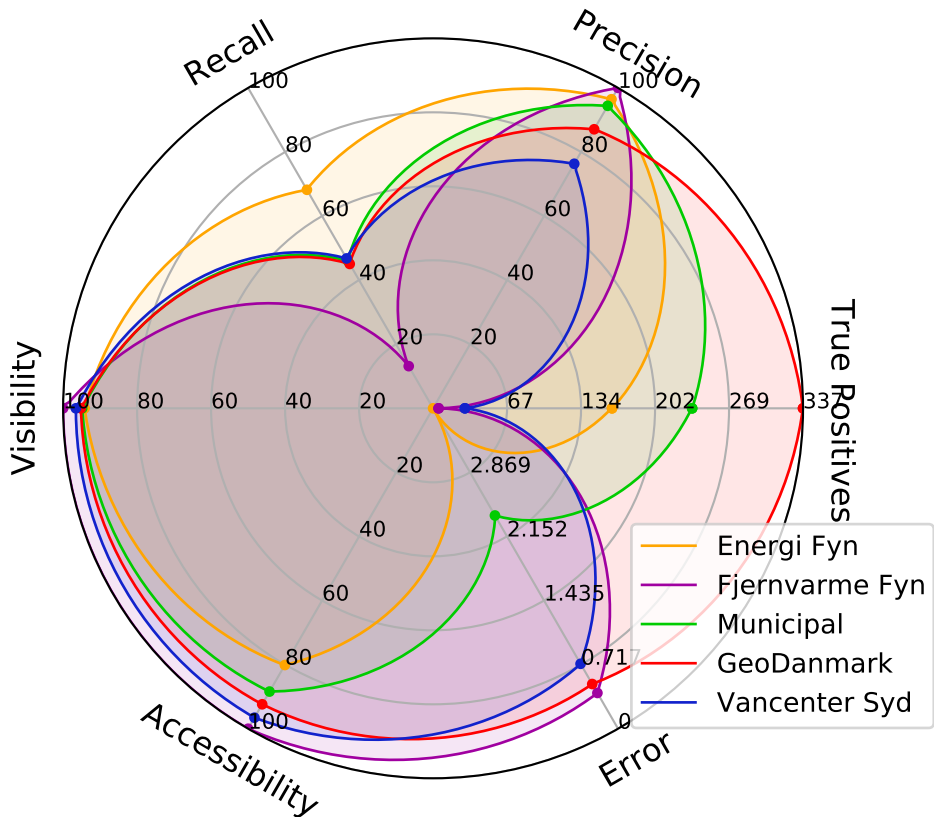 Recall
Precision
100
100
80
80
60
60
40
40
20
20
Visibility
100
80
60
40
20
67
134
202
269
337
True Positives
20
2.869
40
2.152
60
1.435
80
0.717
100
0
Accessibility
Error
Energi Fyn
Fjernvarme Fyn
Municipal
GeoDanmark
Vancenter Syd